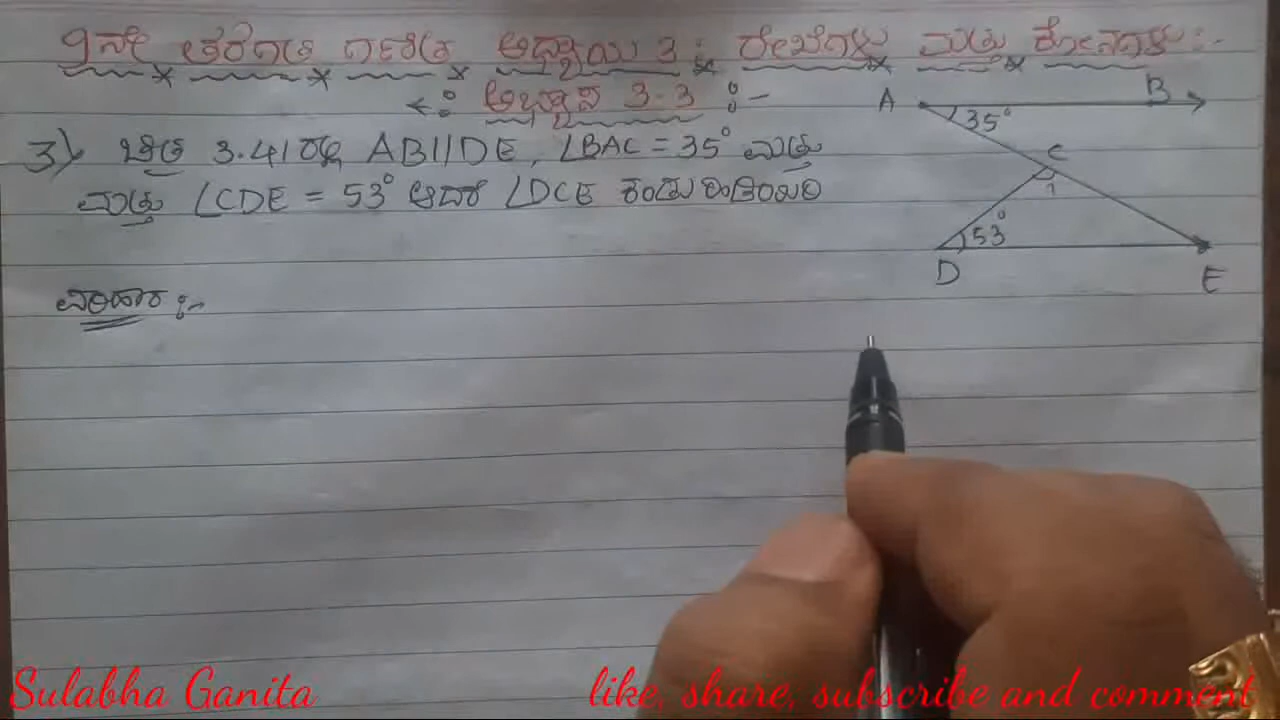 9ನೇ ತರಗತಿ ಗಣಿತ ಅಧ್ಯಾಯ 3 : ರೇಖೆಗಳು ಮತ್ತು ಕೋನಗಳು :-
ಅಭ್ಯಾಸ 3.3 :-
3) ಚಿತ್ರ 3.41ರಲ್ಲಿ AB||DE, ∠BAC = 35° ಮತ್ತು
ಮತ್ತು ∠CDE = 53° ಆದರೆ ∠DCE ಕಂಡು ಹಿಡಿಯಿರಿ
ಪರಿಹಾರ :-
A B
35°
C
?
53°
D E
Sulabha Ganita like, share, subscribe and comment